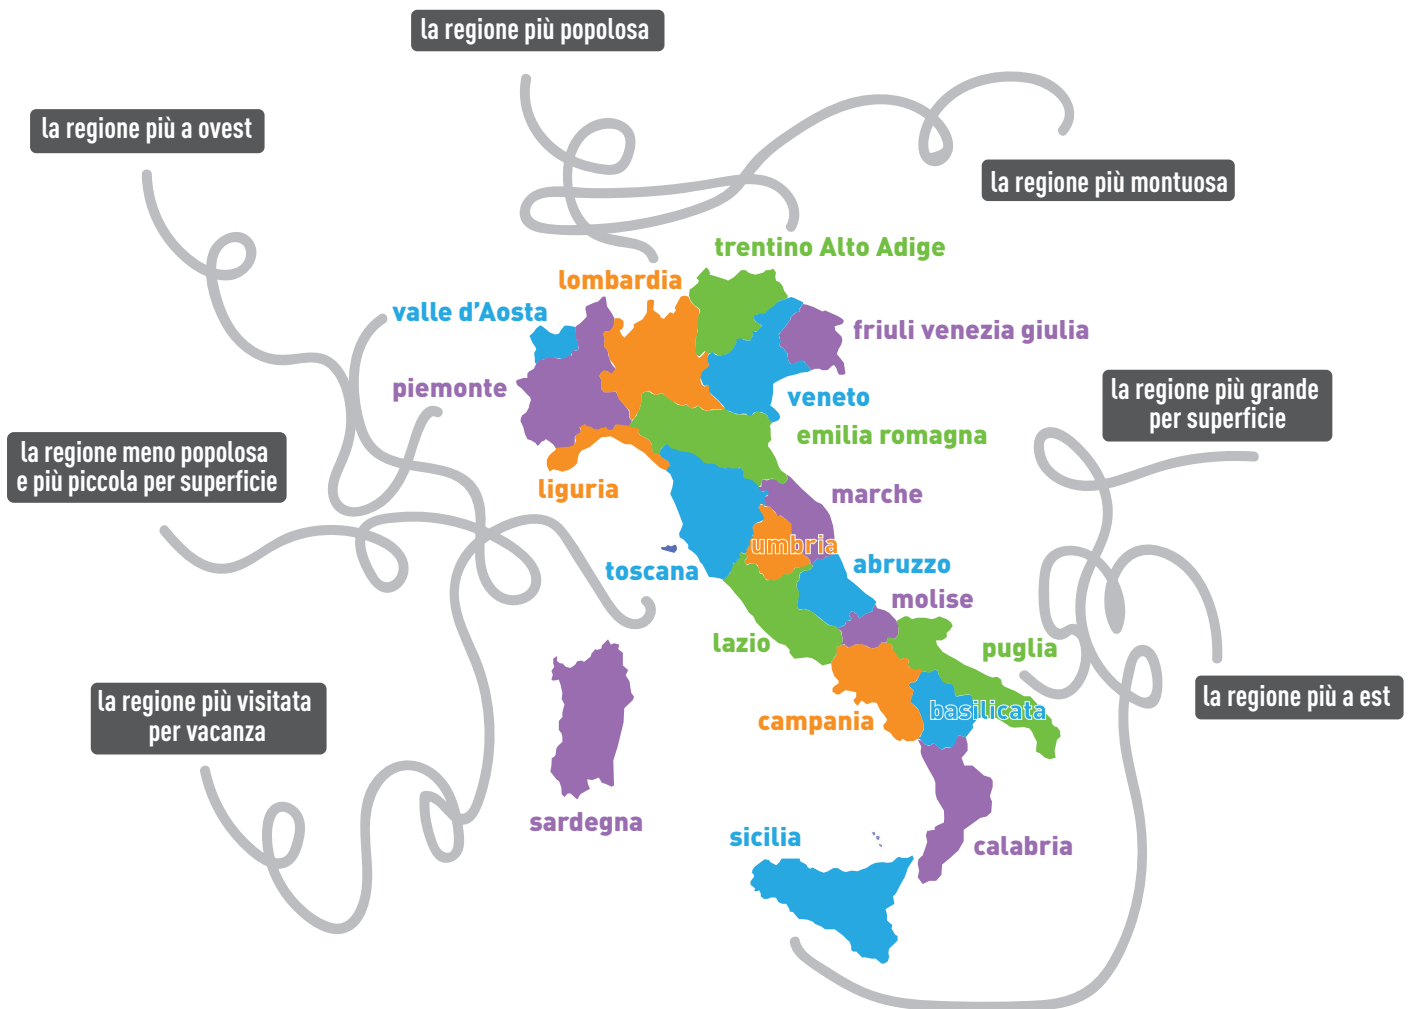 la regione più popolosa
la regione più a ovest
la regione più montuosa
trentino Alto Adige
lombardia
valle d'Aosta
friuli venezia giulia
piemonte
veneto
la regione più grande
per superficie
emilia romagna
la regione meno popolosa
e più piccola per superficie
liguria
marche
umbria
abruzzo
toscana
molise
lazio
puglia
la regione più a est
la regione più visitata
per vacanza
campania
basilicata
sardegna
sicilia
calabria